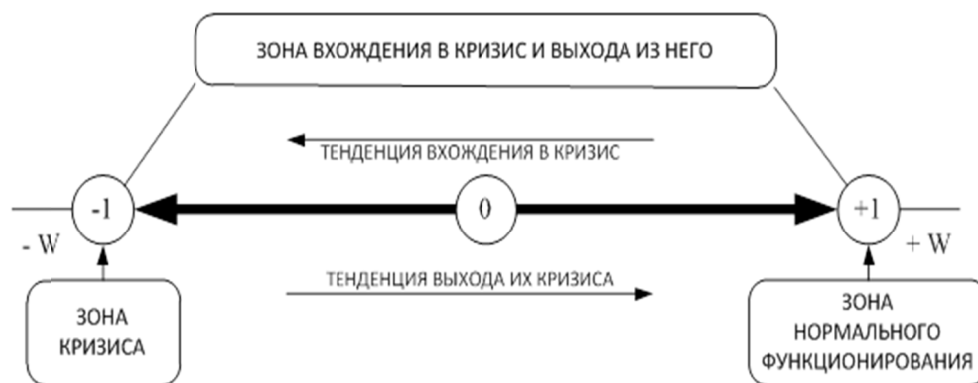 ЗОНА ВХОЖДЕНИЯ В КРИЗИС И ВЫХОДА ИЗ НЕГО
ТЕНДЕНЦИЯ ВХОЖДЕНИЯ В КРИЗИС
-1
0
+1
- W
+ W
ТЕНДЕНЦИЯ ВЫХОДА ИХ КРИЗИСА
ЗОНА
КРИЗИСА
ЗОНА
НОРМАЛЬНОГО
ФУНКЦИОНИРОВАНИЯ